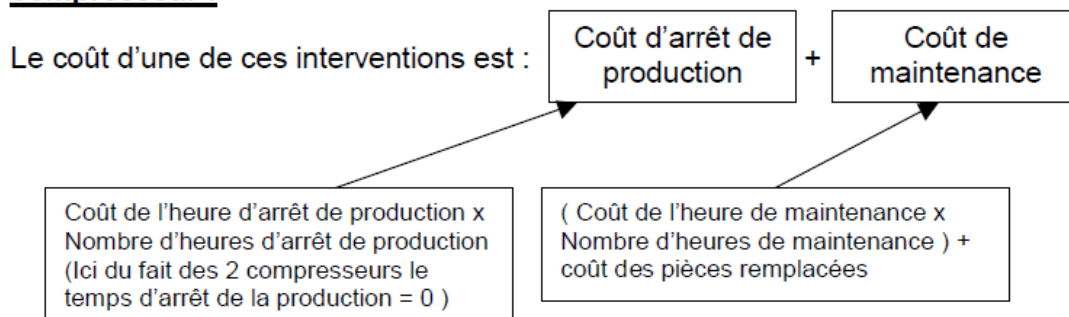 Le coût d'une de ces interventions est :
Coût d'arrêt de
production
+
Coût de
maintenance
Coût de l'heure d'arrêt de production x
Nombre d'heures d'arrêt de production
(Ici du fait des 2 compresseurs le
temps d'arrêt de la production = 0 )
( Coût de l'heure de maintenance x
Nombre d'heures de maintenance ) +
coût des pièces remplacées